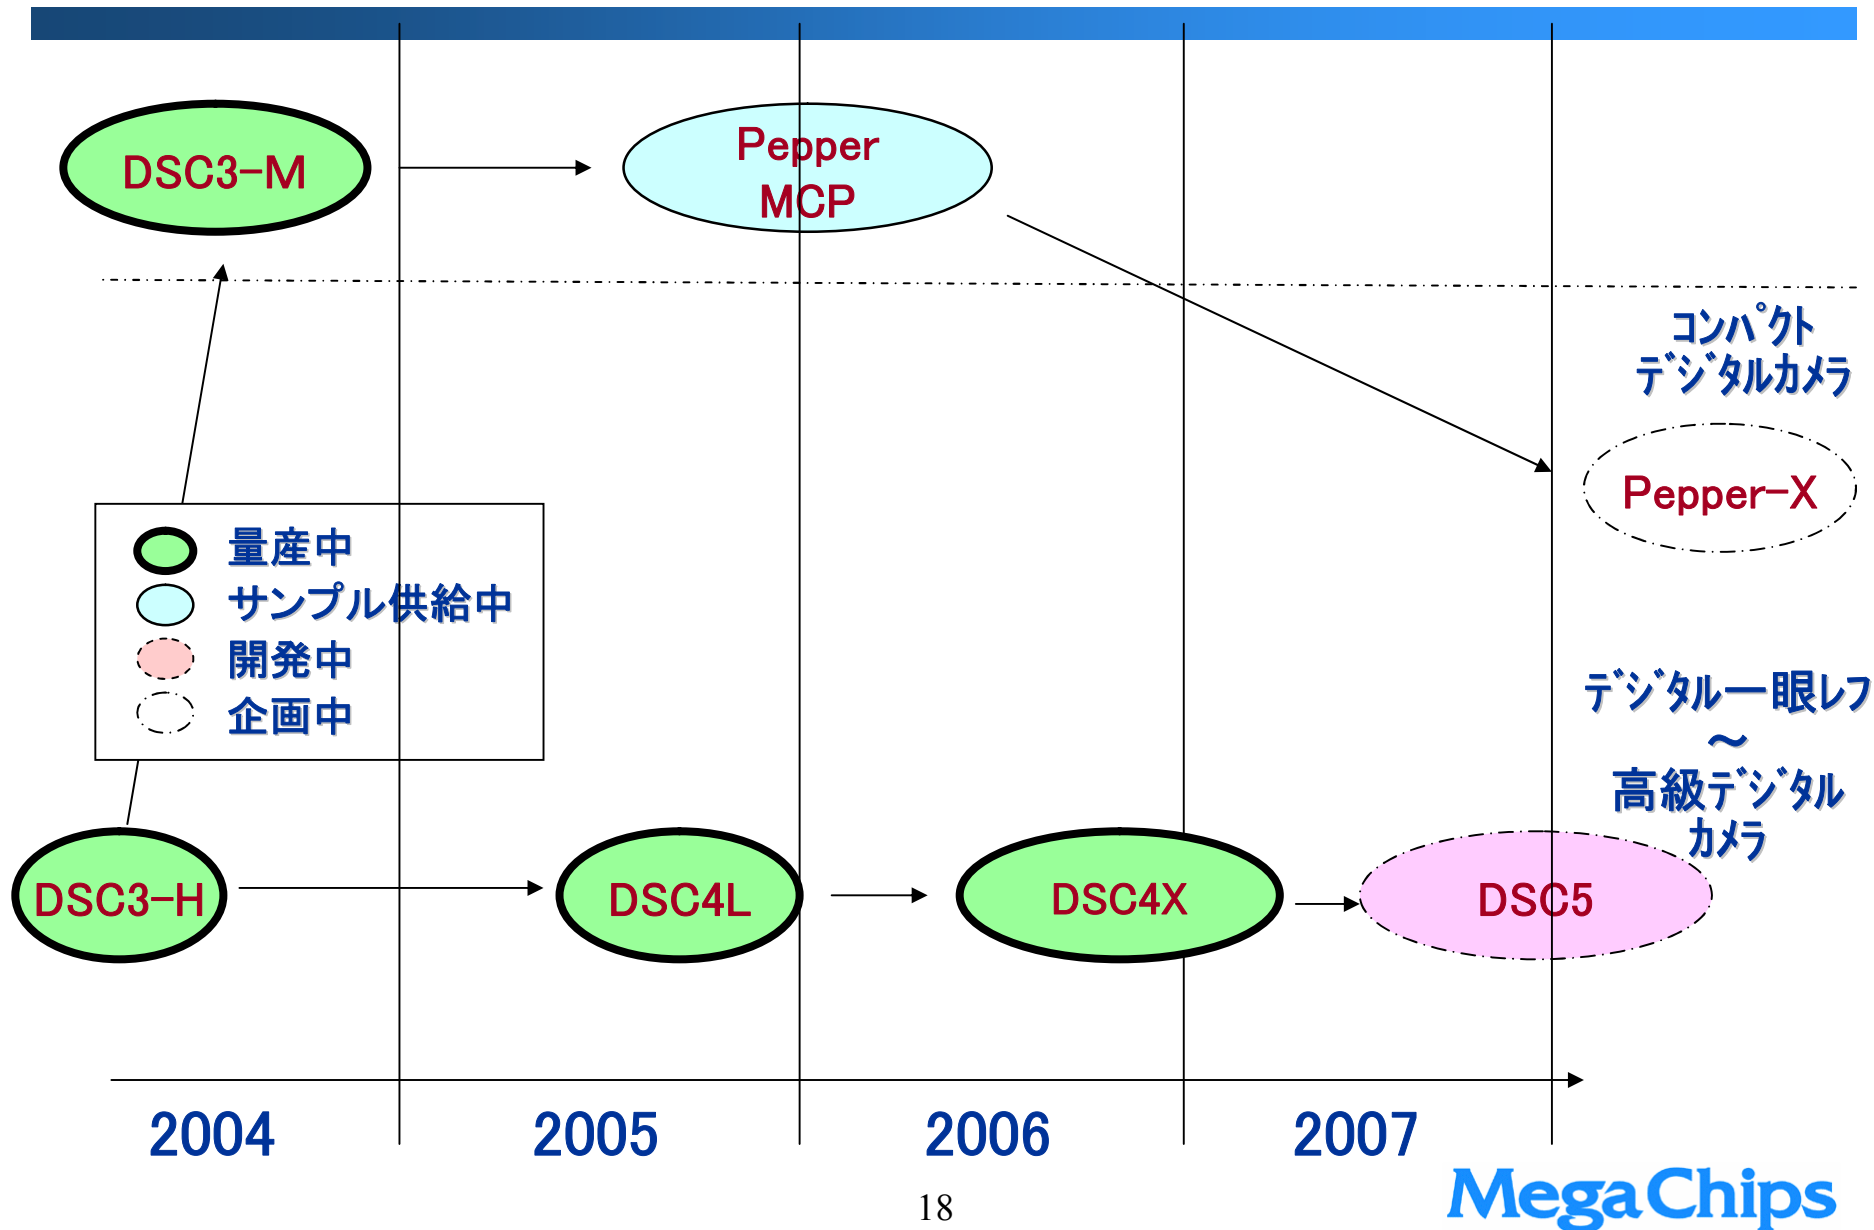 DSC3-M
Pepper
MCP
コンパクト
デジタルカメラ
Pepper-X
量産中
サンプル供給中
開発中
企画中
デジタル一眼レフ
～
高級デジタル
カメラ
DSC3-H
DSC4L
DSC4X
DSC5
2004
2005
2006
2007
18
MegaChips